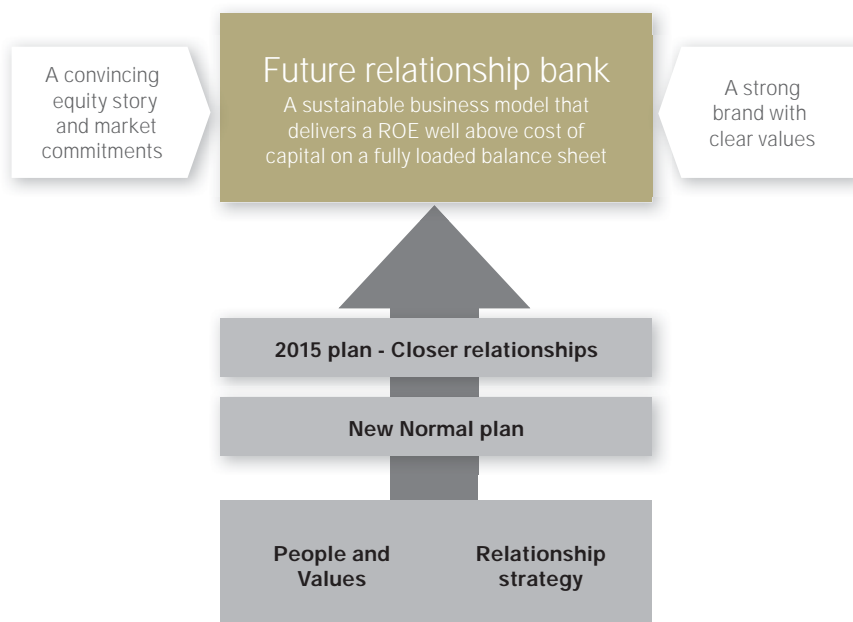 A convincing
equity story
and market
commitments
Future relationship bank
A sustainable business model that
delivers a ROE well above cost of
capital on a fully loaded balance sheet
A strong
brand with
clear values
2015 plan - Closer relationships
New Normal plan
People and
Values
Relationship
strategy